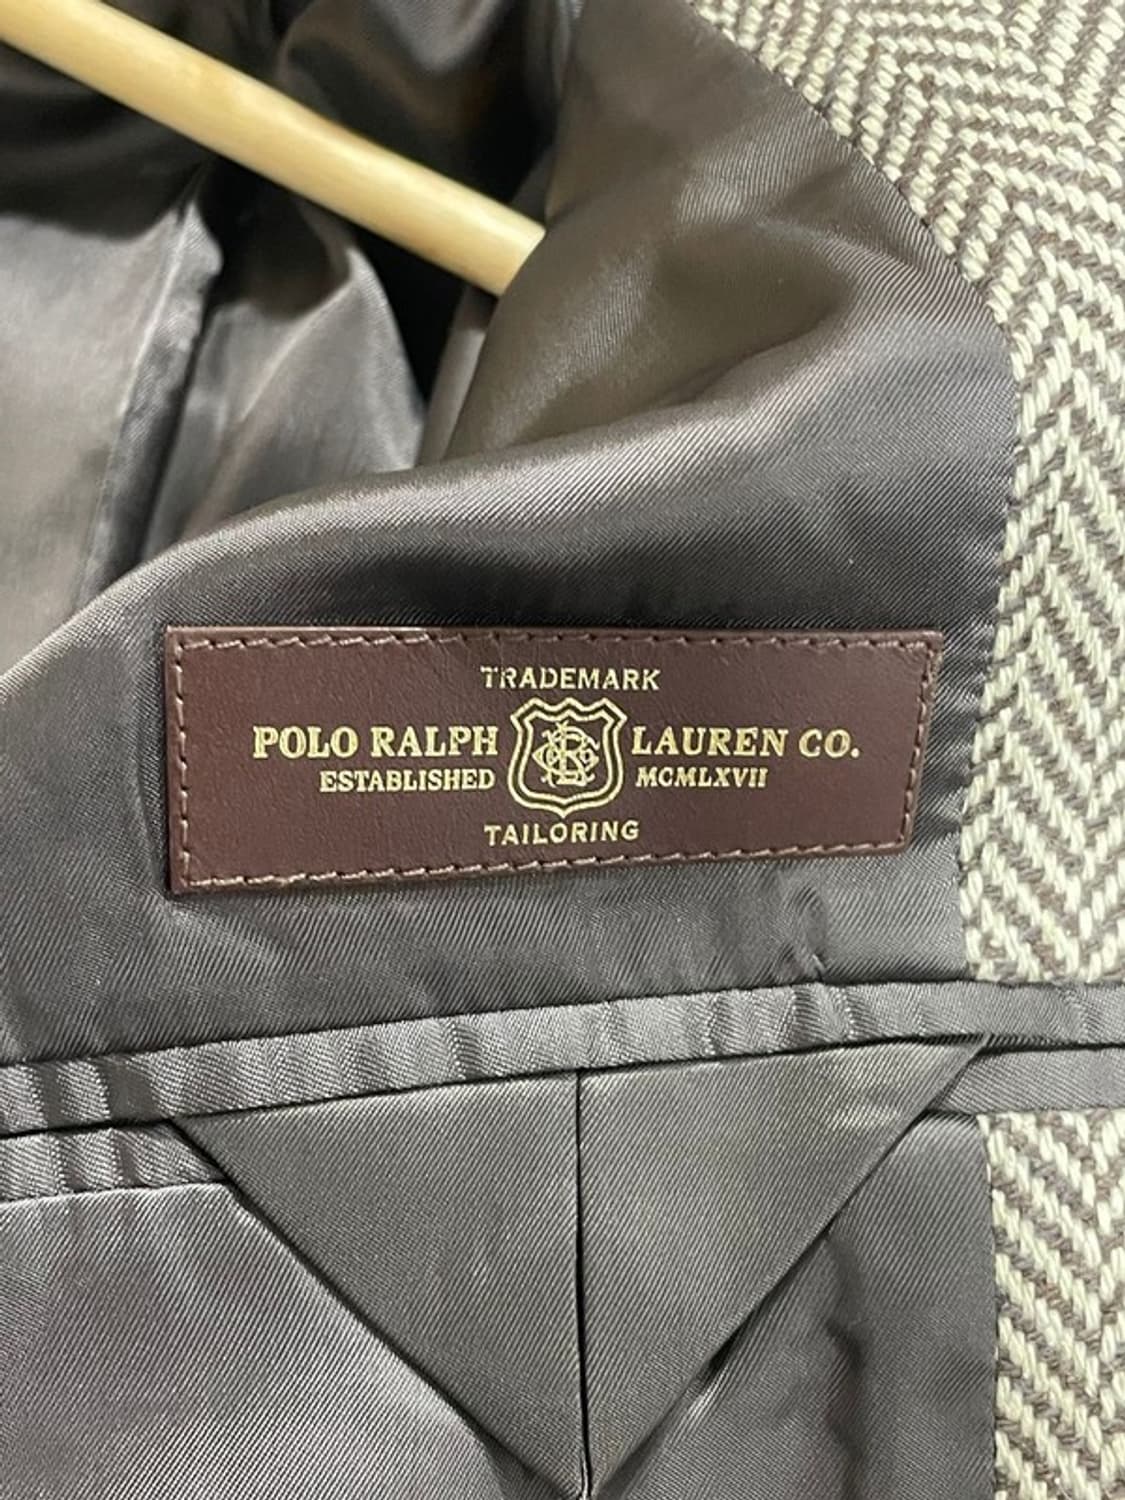 TRADEMARK
POLO RALPH LAUREN CO.
ESTABLISHED MCMLXVII
TAILORING